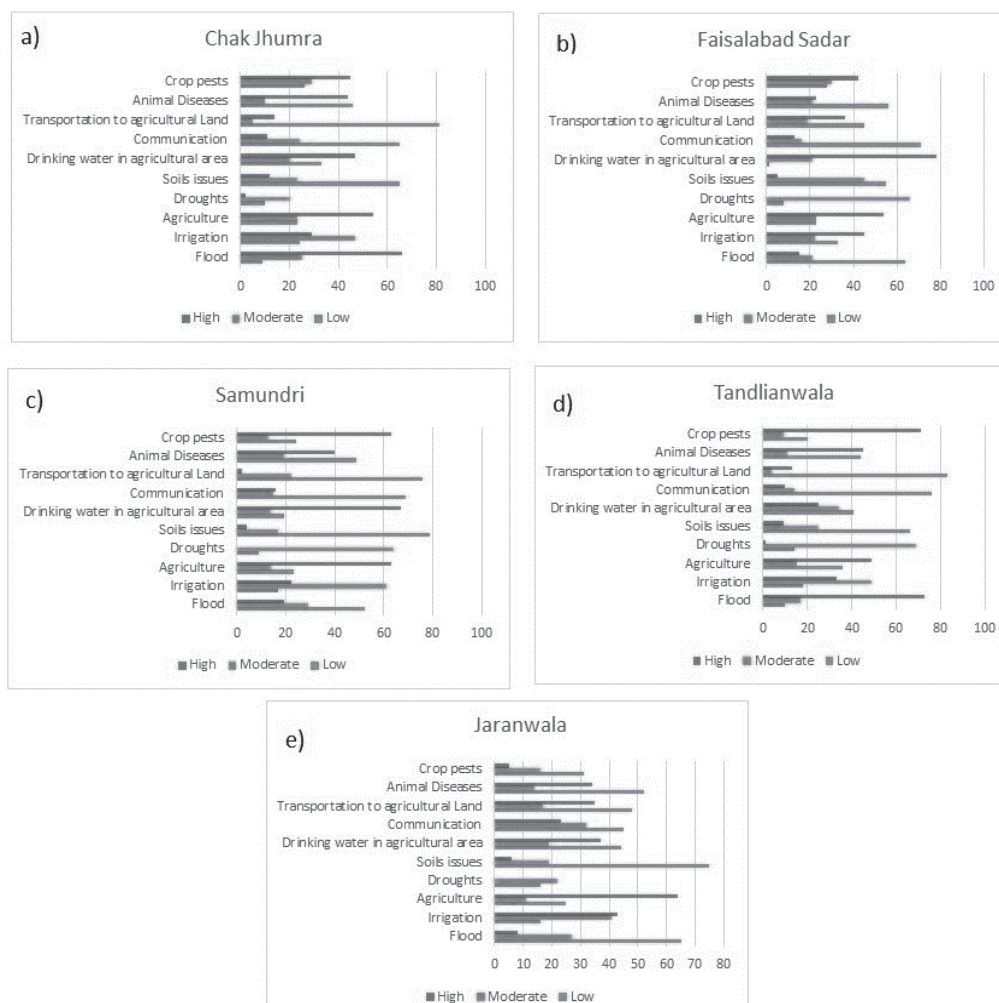 a)
Chak Jhumra
Crop pests
Animal Diseases
Transportation to agricultural Land
Communication
Drinking water in agricultural area
Soils issues
Droughts
Agriculture
Irrigation
Flood
0 20 40 60 80 100
High Moderate Low
b)
Faisalabad Sadar
Crop pests
Animal Diseases
Transportation to agricultural Land
Communication
Drinking water in agricultural area
Soils issues
Droughts
Agriculture
Irrigation
Flood
0 20 40 60 80 100
High Moderate Low
c)
Samundri
Crop pests
Animal Diseases
Transportation to agricultural Land
Communication
Drinking water in agricultural area
Soils issues
Droughts
Agriculture
Irrigation
Flood
0 20 40 60 80 100
High Moderate Low
d)
Tandlianwala
Crop pests
Animal Diseases
Transportation to agricultural Land
Communication
Drinking water in agricultural area
Soils issues
Droughts
Agriculture
Irrigation
Flood
0 20 40 60 80 100
High Moderate Low
e)
Jaranwala
Crop pests
Animal Diseases
Transportation to agricultural Land
Communication
Drinking water in agricultural area
Soils issues
Droughts
Agriculture
Irrigation
Flood
0 10 20 30 40 50 60 70 80
High Moderate Low